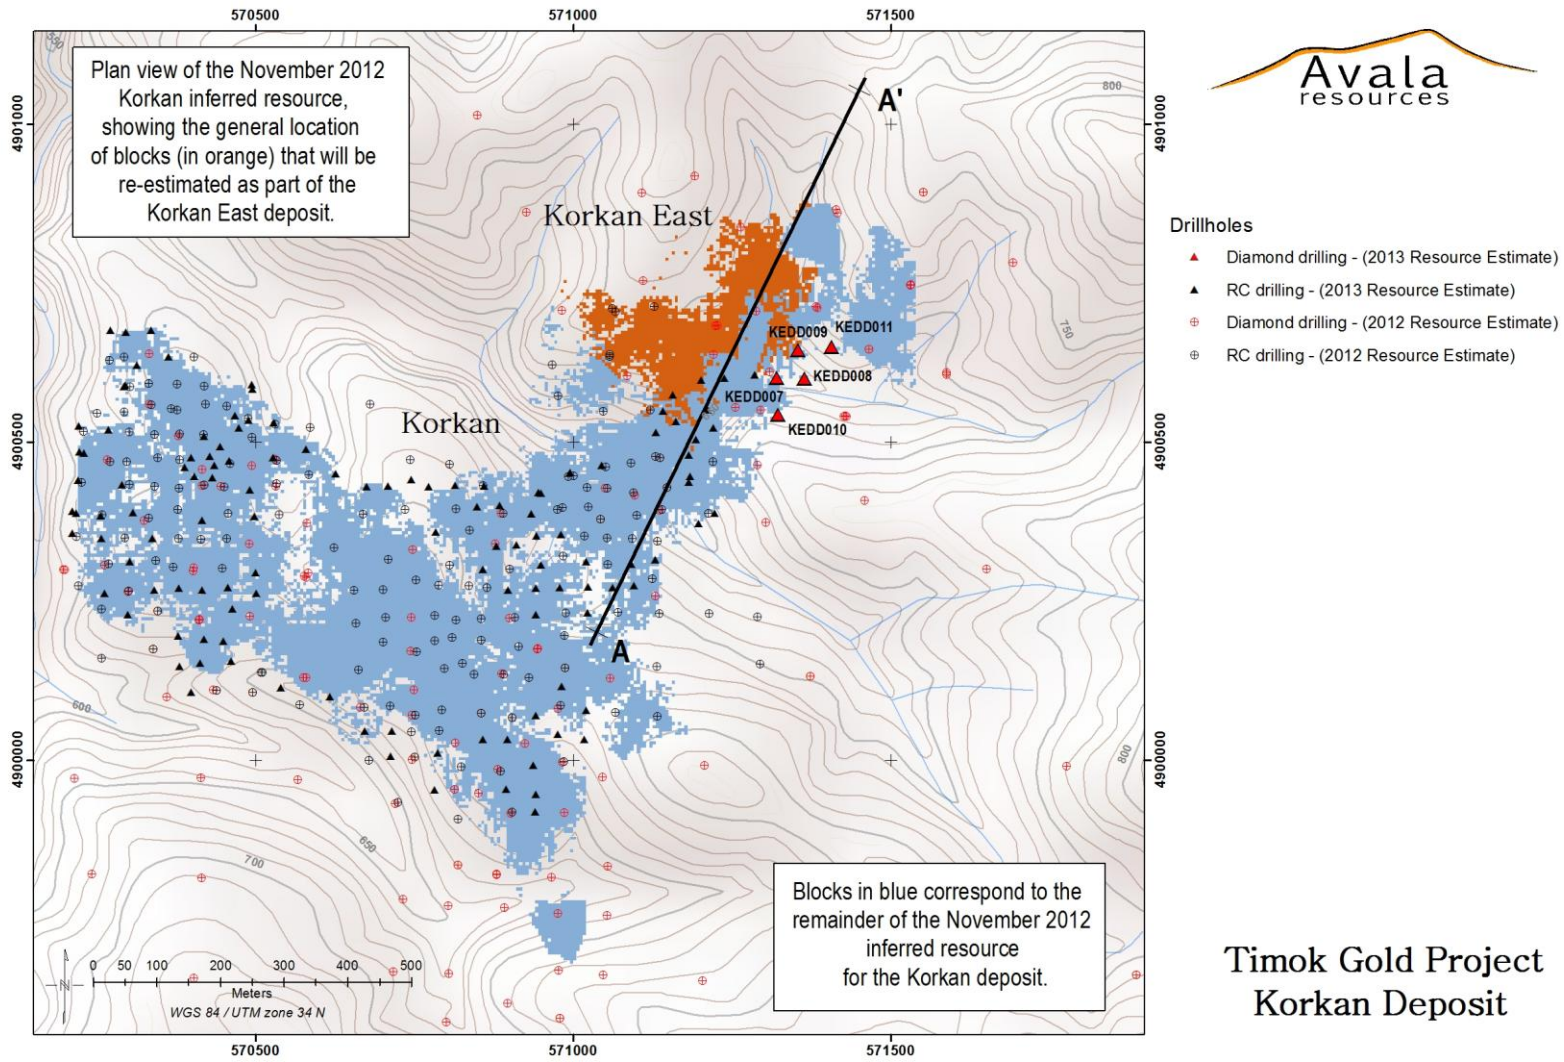 570500
571000
571500
Plan view of the November 2012
Korkan inferred resource,
showing the general location
of blocks (in orange) that will be
re-estimated as part of the
Korkan East deposit.
550
800
A'
4901000
4901000
Avala
resources
Drillholes
Diamond drilling - (2013 Resource Estimate)
RC drilling - (2013 Resource Estimate)
Diamond drilling - (2012 Resource Estimate)
RC drilling - (2012 Resource Estimate)
Korkan East
750
KEDD009
KEDD011
KEDD008
KEDD007
KEDD010
Korkan
4900500
4900500
A
600
800
4900000
4900000
650
700
Blocks in blue correspond to the
remainder of the November 2012
inferred resource
for the Korkan deposit.
N
0 50 100 200 300 400 500
Meters
WGS 84 / UTM zone 34 N
Timok Gold Project
Korkan Deposit
570500
571000
571500